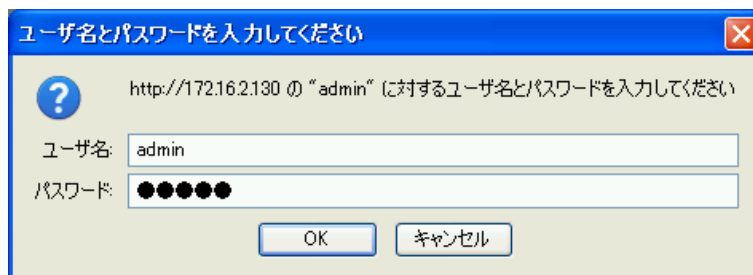 ユーザ名とパスワードを入力してください
http://172.16.2.130 の "admin" に対するユーザ名とパスワードを入力してください
ユーザ名: admin
パスワード: ●●●●●
OK キャンセル